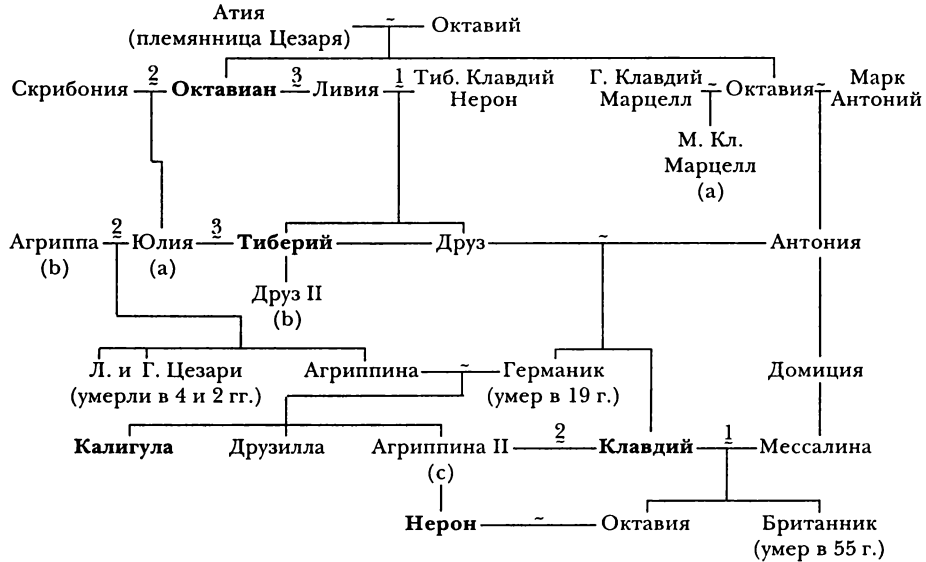 Атия
(племянница Цезаря)
~
Октавий
Скрибония
2
~
Октавиан
3
~
Ливия
1
~
Тиб. Клавдий
Нерон
Г. Клавдий
Марцелл
~
Октавия
~
Марк
Антоний
М. Кл.
Марцелл
(a)
Агриппа
(b)
2
~
Юлия
(a)
3
~
Тиберий
Друз
~
Антония
Друз II
(b)
Л. и Г. Цезари
(умерли в 4 и 2 гг.)
Агриппина
~
Германик
(умер в 19 г.)
Домиция
Калигула
Друзилла
Агриппина II
(c)
2
~
Клавдий
1
~
Мессалина
Нерон
~
Октавия
Британник
(умер в 55 г.)